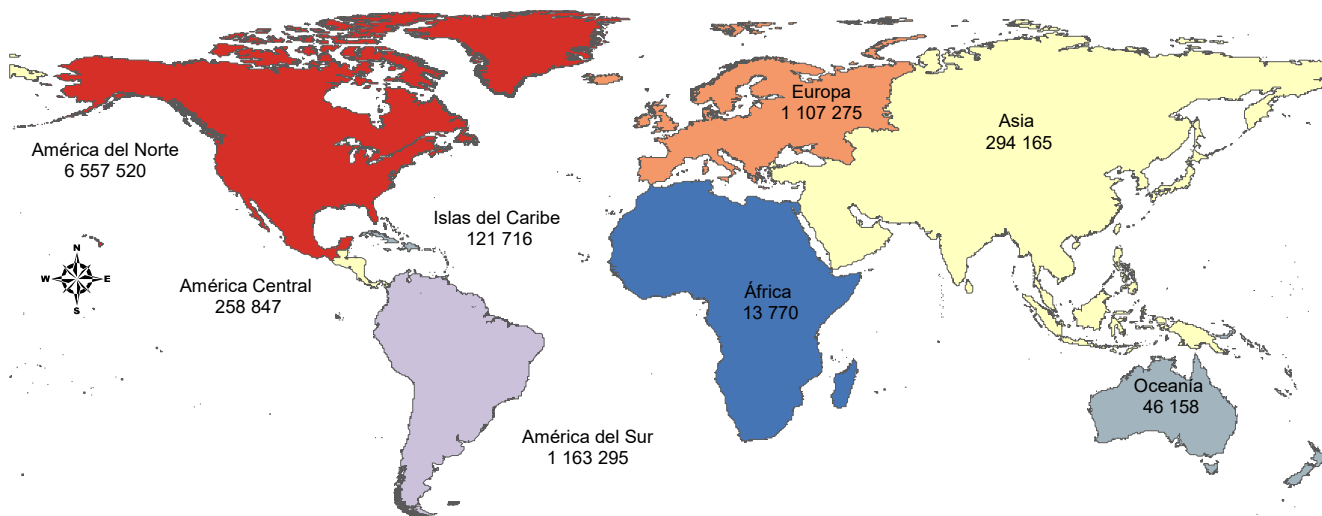 América del Norte
6 557 520
Europa
1 107 275
Asia
294 165
Islas del Caribe
121 716
N
W
E
S
América Central
258 847
África
13 770
Oceanía
46 158
América del Sur
1 163 295